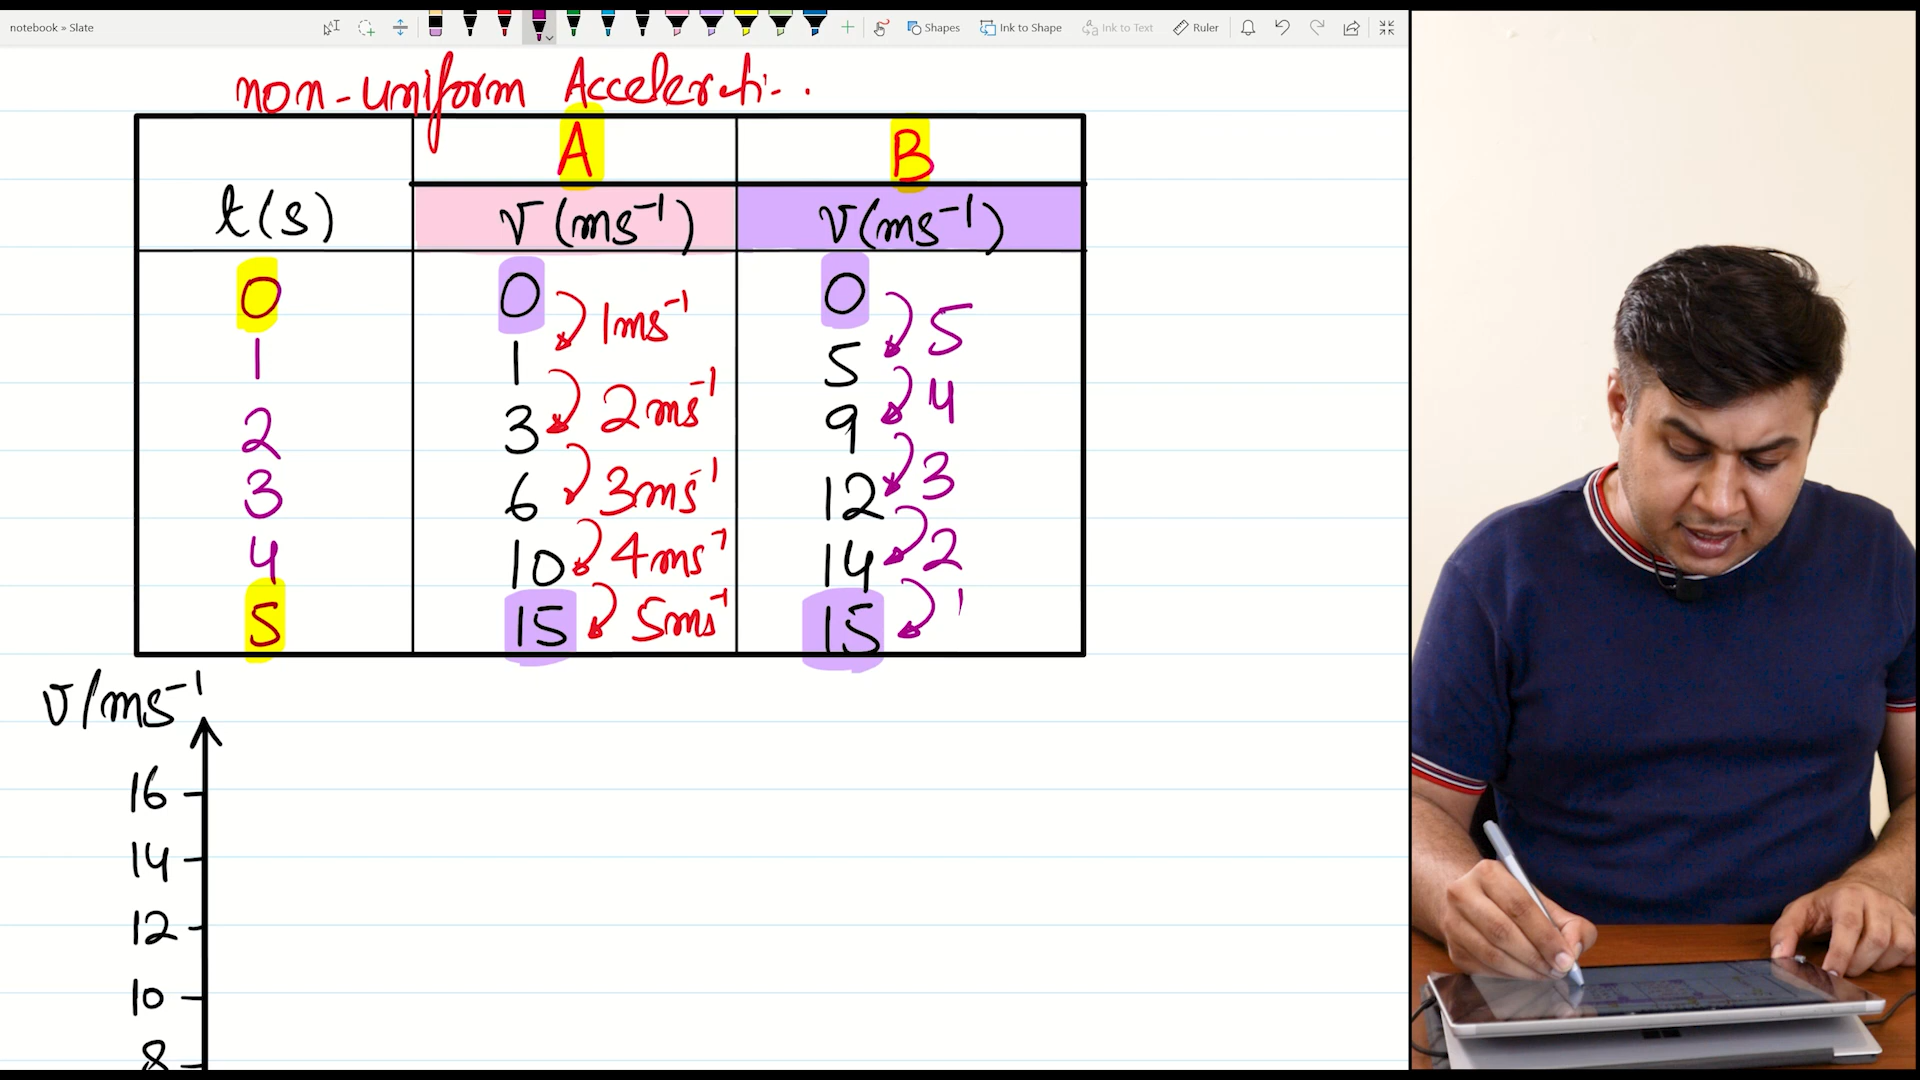 notebook » Slate
Shapes Ink to Shape Ink to Text Ruler
non-uniform Accelerati..
A B
t(s) v (ms⁻¹) v(ms⁻¹)
0 0 0
1ms⁻¹ 5
1 1 5
2ms⁻¹ 4
2 3 9
3ms⁻¹ 3
3 6 12
4ms⁻¹ 2
4 10 14
5ms⁻¹ 1
5 15 15
v/ms⁻¹
16
14
12
10
8